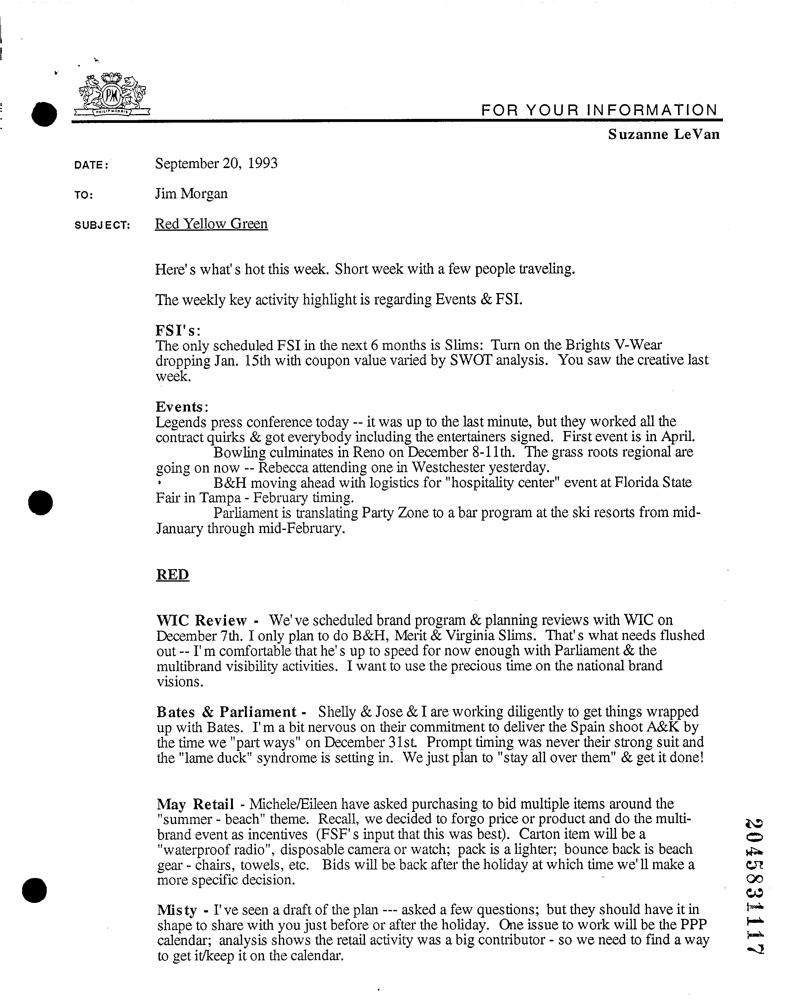 PM
PHILIP MORRIS
FOR YOUR INFORMATION
Suzanne LeVan
DATE: September 20, 1993
TO: Jim Morgan
SUBJECT: Red Yellow Green
Here's what's hot this week. Short week with a few people traveling.
The weekly key activity highlight is regarding Events & FSI.
FSI's:
The only scheduled FSI in the next 6 months is Slims: Turn on the Brights V-Wear
dropping Jan. 15th with coupon value varied by SWOT analysis. You saw the creative last
week.
Events:
Legends press conference today -- it was up to the last minute, but they worked all the
contract quirks & got everybody including the entertainers signed. First event is in April.
Bowling culminates in Reno on December 8-11th. The grass roots regional are
going on now -- Rebecca attending one in Westchester yesterday.
B&H moving ahead with logistics for "hospitality center" event at Florida State
Fair in Tampa - February timing.
Parliament is translating Party Zone to a bar program at the ski resorts from mid-
January through mid-February.
RED
WIC Review - We've scheduled brand program & planning reviews with WIC on
December 7th. I only plan to do B&H, Merit & Virginia Slims. That's what needs flushed
out -- I'm comfortable that he's up to speed for now enough with Parliament & the
multibrand visibility activities. I want to use the precious time on the national brand
visions.
Bates & Parliament - Shelly & Jose & I are working diligently to get things wrapped
up with Bates. I'm a bit nervous on their commitment to deliver the Spain shoot A&K by
the time we "part ways" on December 31st. Prompt timing was never their strong suit and
the "lame duck" syndrome is setting in. We just plan to "stay all over them" & get it done!
May Retail - Michele/Eileen have asked purchasing to bid multiple items around the
"summer - beach" theme. Recall, we decided to forgo price or product and do the multi-
brand event as incentives (FSF's input that this was best). Carton item will be a
"waterproof radio", disposable camera or watch; pack is a lighter; bounce back is beach
gear - chairs, towels, etc. Bids will be back after the holiday at which time we'll make a
more specific decision.
Misty - I've seen a draft of the plan --- asked a few questions; but they should have it in
shape to share with you just before or after the holiday. One issue to work will be the PPP
calendar; analysis shows the retail activity was a big contributor - so we need to find a way
to get it/keep it on the calendar.
2045831117